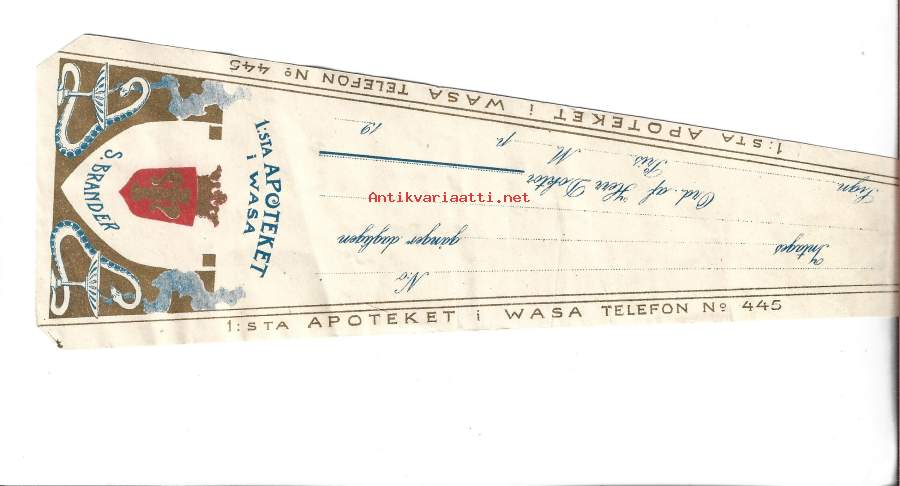 S. BRANDER
1:STA APOTEKET
i WASA
1:STA APOTEKET i WASA TELEFON Nº 445
1:STA APOTEKET i WASA TELEFON Nº 445
N:o
gånger dagligen
Intages
Ord. af Herr Doktor
Sign.
Pris M p.
19
Antikvariaatti.net